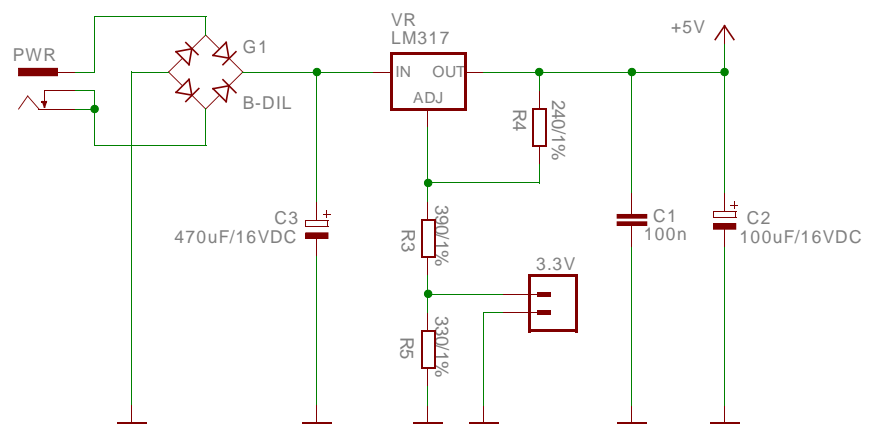 PWR
G1
B-DIL
VR
LM317
IN OUT
ADJ
+5V
R4
240/1%
C3
+
470uF/16VDC
R3
390/1%
C1
100n
+
C2
100uF/16VDC
3.3V
R5
330/1%